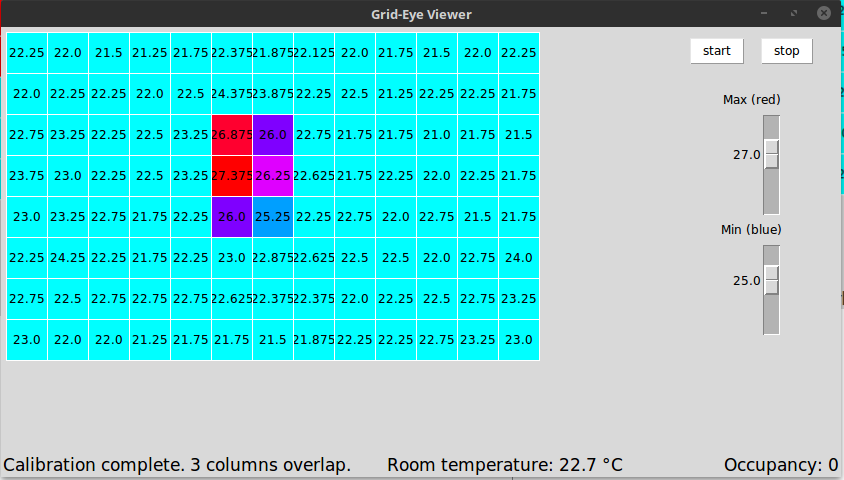 Grid-Eye Viewer
22.25 22.0 21.5 21.25 21.75 22.375 21.875 22.125 22.0 21.75 21.5 22.0 22.25
start stop
22.0 22.25 22.25 22.0 22.5 24.375 23.875 22.25 22.5 21.25 22.25 22.25 21.75
Max (red)
22.75 23.25 22.25 22.5 23.25 26.875 26.0 22.75 21.75 21.75 21.0 21.75 21.5
27.0
23.75 23.0 22.25 22.5 23.25 27.375 26.25 22.625 21.75 22.25 22.0 22.25 21.75
23.0 23.25 22.75 21.75 22.25 26.0 25.25 22.25 22.75 22.0 22.75 21.5 21.75
Min (blue)
22.25 24.25 22.25 21.75 22.25 23.0 22.875 22.625 22.5 22.5 22.0 22.75 24.0
25.0
22.75 22.5 22.75 22.75 22.75 22.625 22.375 22.375 22.0 22.25 22.5 22.75 23.25
23.0 22.0 22.0 21.25 21.75 21.75 21.5 21.875 22.25 22.25 22.75 23.25 23.0
Calibration complete. 3 columns overlap. Room temperature: 22.7 °C Occupancy: 0